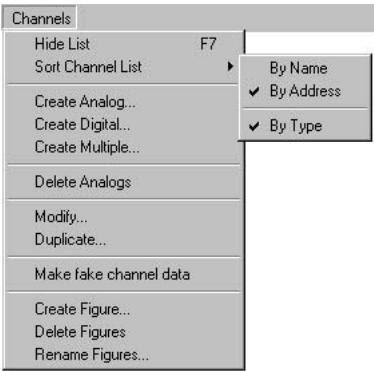 Channels
Hide List F7
Sort Channel List
By Name
By Address
By Type
Create Analog...
Create Digital...
Create Multiple...
Delete Analogs
Modify...
Duplicate...
Make fake channel data
Create Figure...
Delete Figures
Rename Figures...